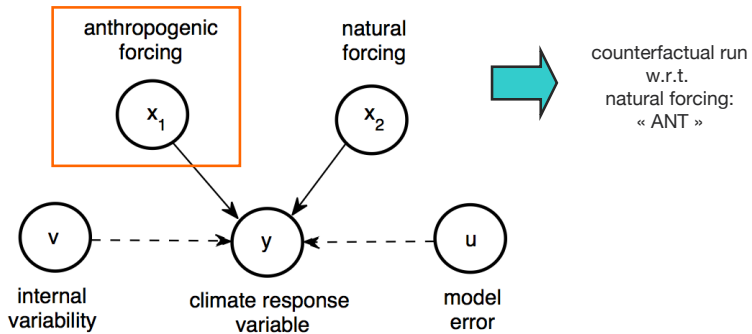 anthropogenic
forcing
natural
forcing
counterfactual run
w.r.t.
natural forcing:
« ANT »
x1
x2
v
y
u
internal
variability
climate response
variable
model
error